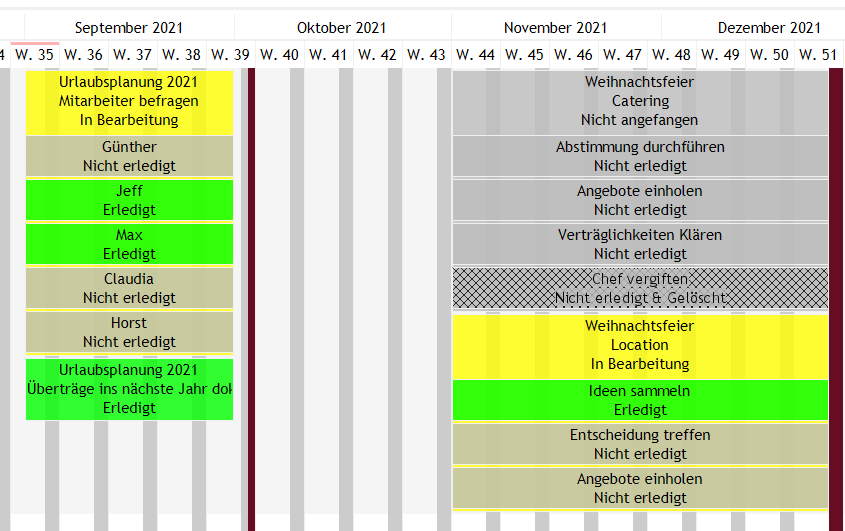 September 2021 Oktober 2021 November 2021 Dezember 2021
4 W. 35 W. 36 W. 37 W. 38 W. 39 W. 40 W. 41 W. 42 W. 43 W. 44 W. 45 W. 46 W. 47 W. 48 W. 49 W. 50 W. 51
Urlaubsplanung 2021
Mitarbeiter befragen
In Bearbeitung
Günther
Nicht erledigt
Jeff
Erledigt
Max
Erledigt
Claudia
Nicht erledigt
Horst
Nicht erledigt
Urlaubsplanung 2021
Überträge ins nächste Jahr dok
Erledigt
Weihnachtsfeier
Catering
Nicht angefangen
Abstimmung durchführen
Nicht erledigt
Angebote einholen
Nicht erledigt
Verträglichkeiten Klären
Nicht erledigt
Chef vergiften
Nicht erledigt & Gelöscht
Weihnachtsfeier
Location
In Bearbeitung
Ideen sammeln
Erledigt
Entscheidung treffen
Nicht erledigt
Angebote einholen
Nicht erledigt